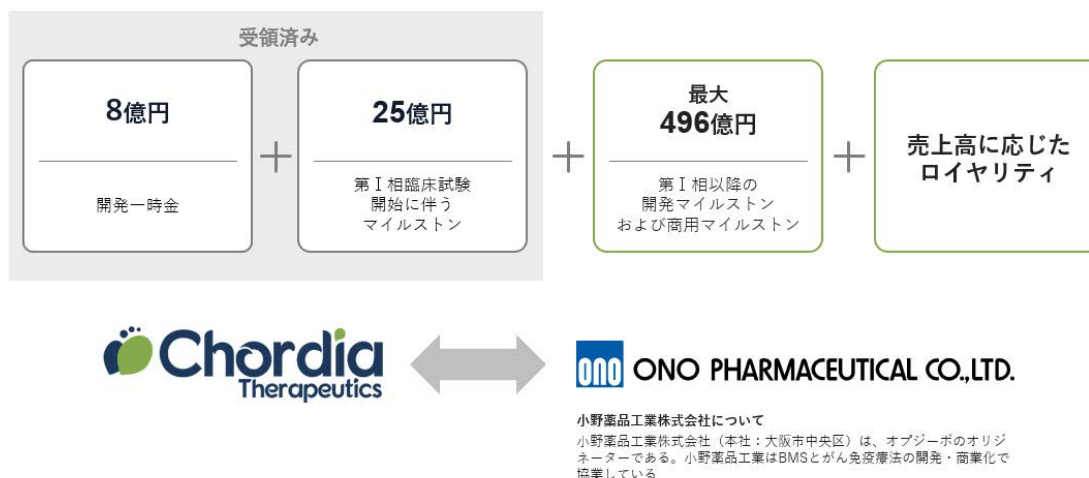 受領済み
8億円
開発一時金
+
25億円
第Ⅰ相臨床試験
開始に伴う
マイルストン
+
最大
496億円
第Ⅰ相以降の
開発マイルストン
および商用マイルストン
+
売上高に応じた
ロイヤリティ
Chordia
Therapeutics
ono ONO PHARMACEUTICAL CO.,LTD.
小野薬品工業株式会社について
小野薬品工業株式会社（本社：大阪市中央区）は、オプジーボのオリジ
ネーターである。小野薬品工業はBMSとがん免疫療法の開発・商業化で
協業している